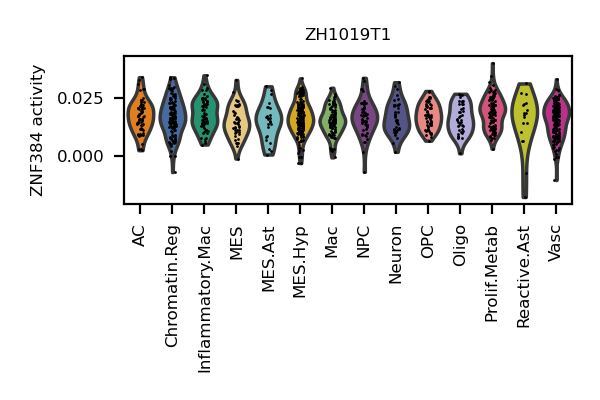 ZH1019T1
ZNF384 activity
0.025
0.000
AC
Chromatin.Reg
Inflammatory.Mac
MES
MES.Ast
MES.Hyp
Mac
NPC
Neuron
OPC
Oligo
Prolif.Metab
Reactive.Ast
Vasc